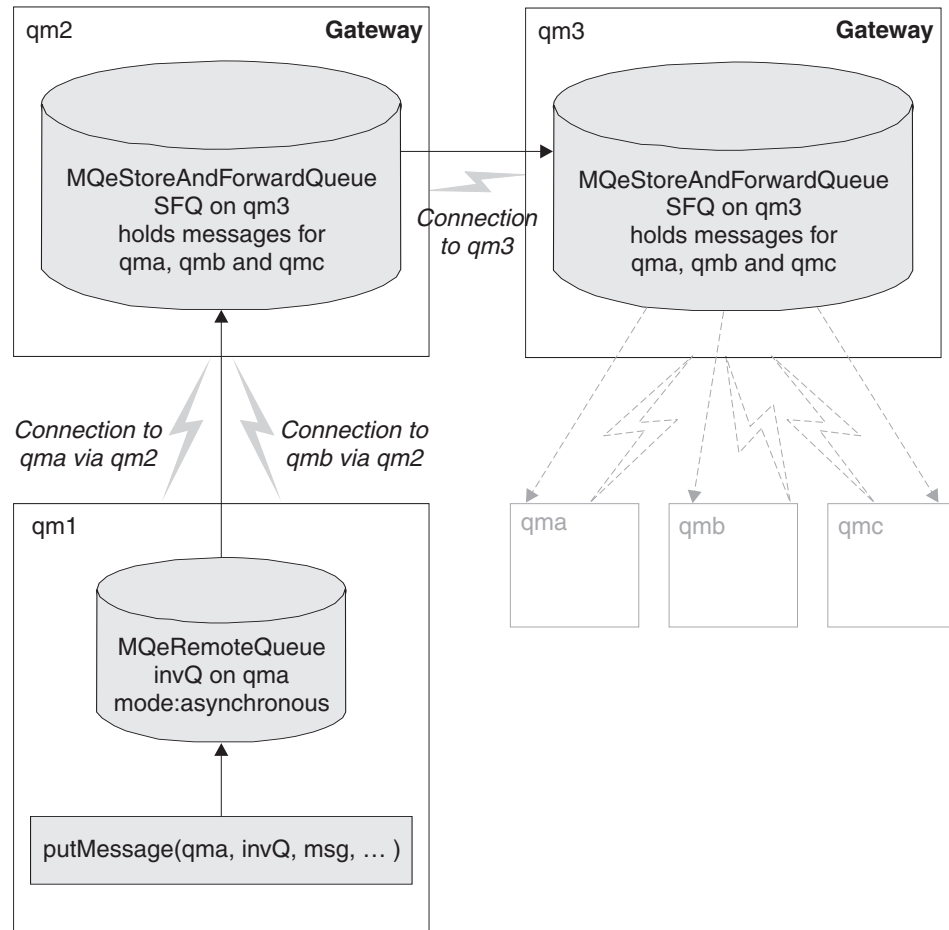 qm2
Gateway
MQeStoreAndForwardQueue
SFQ on qm3
holds messages for
qma, qmb and qmc
qm3
Gateway
MQeStoreAndForwardQueue
SFQ on qm3
holds messages for
qma, qmb and qmc
Connection
to qm3
Connection to
qma via qm2
Connection to
qmb via qm2
qm1
MQeRemoteQueue
invQ on qma
mode:asynchronous
putMessage(qma, invQ, msg, … )
qma
qmb
qmc